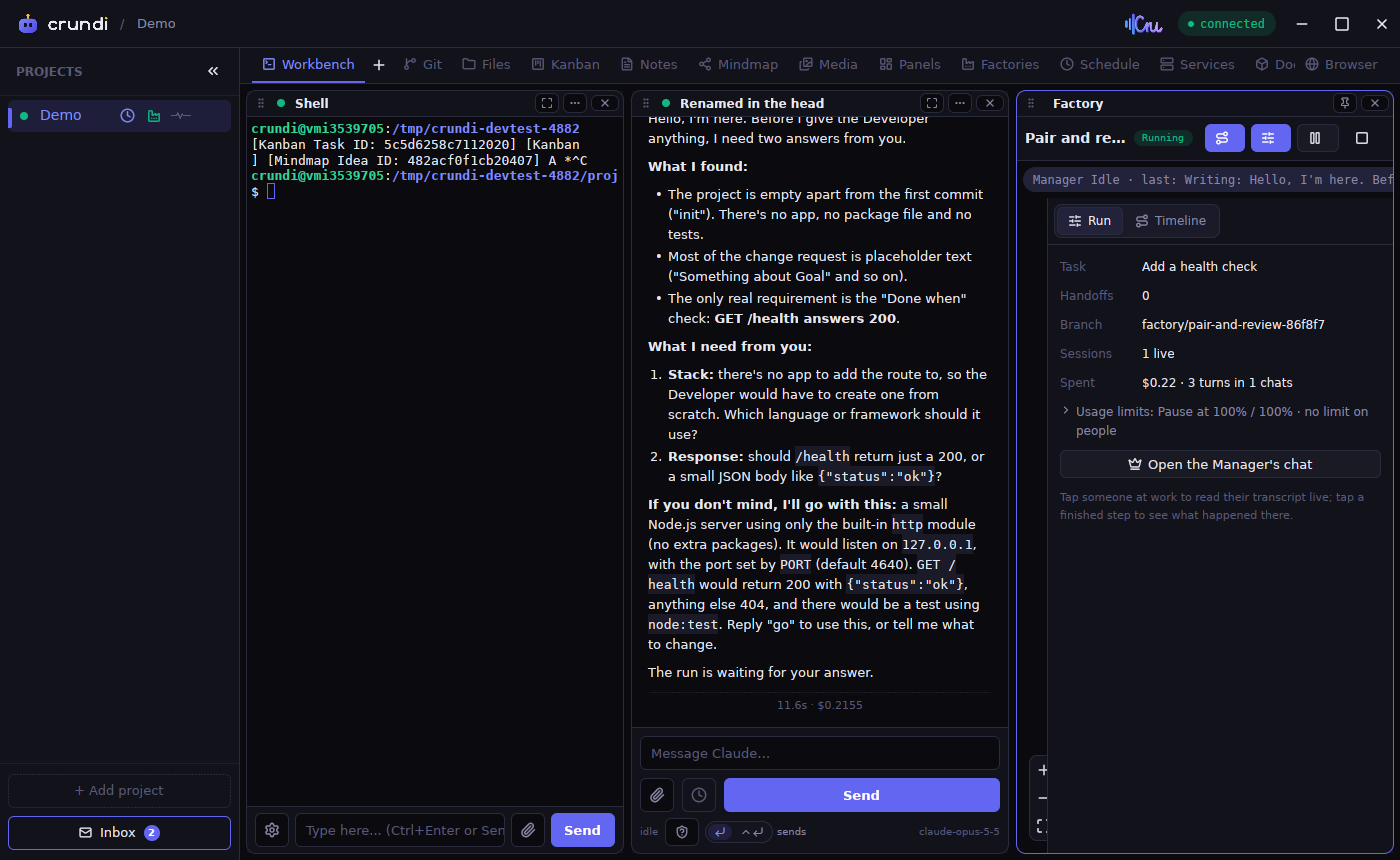 crundi / Demo
Cru
connected
PROJECTS
Demo
+ Add project
Inbox 2
Workbench
Git
Files
Kanban
Notes
Mindmap
Media
Panels
Factories
Schedule
Services
Do
Browser
Shell
crundi@vmi3539705:/tmp/crundi-devtest-4882
[Kanban Task ID: 5c5d6258c7112020] [Kanban
] [Mindmap Idea ID: 482acf0f1cb20407] A *^C
crundi@vmi3539705:/tmp/crundi-devtest-4882/proj
$
Type here... (Ctrl+Enter or Sen
Send
Renamed in the head
Hello, I'm here. Before I give the Developer
anything, I need two answers from you.
What I found:
• The project is empty apart from the first commit
("init"). There's no app, no package file and no
tests.
• Most of the change request is placeholder text
("Something about Goal" and so on).
• The only real requirement is the "Done when"
check: GET /health answers 200.
What I need from you:
1. Stack: there's no app to add the route to, so the
Developer would have to create one from
scratch. Which language or framework should it
use?
2. Response: should /health return just a 200, or
a small JSON body like {"status":"ok"}?
If you don't mind, I'll go with this: a small
Node.js server using only the built-in http module
(no extra packages). It would listen on 127.0.0.1,
with the port set by PORT (default 4640). GET /
health would return 200 with {"status":"ok"},
anything else 404, and there would be a test using
node:test. Reply "go" to use this, or tell me what
to change.
The run is waiting for your answer.
11.6s · $0.2155
Message Claude...
Send
idle
sends
claude-opus-5-5
Factory
Pair and re...
Running
Manager Idle · last: Writing: Hello, I'm here. Bef
Run
Timeline
Task Add a health check
Handoffs 0
Branch factory/pair-and-review-86f8f7
Sessions 1 live
Spent $0.22 · 3 turns in 1 chats
Usage limits: Pause at 100% / 100% · no limit on
people
Open the Manager's chat
Tap someone at work to read their transcript live; tap a
finished step to see what happened there.